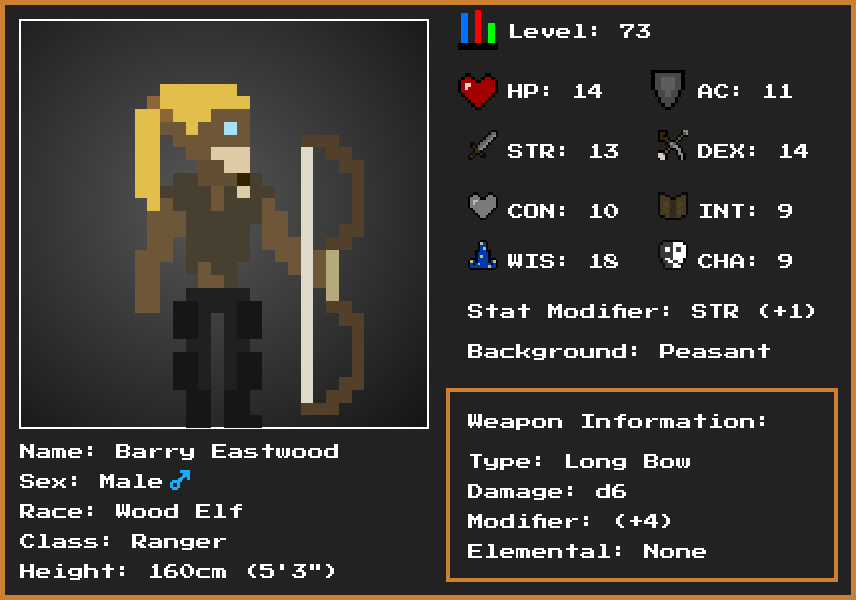 Level: 73
HP: 14
AC: 11
STR: 13
DEX: 14
CON: 10
INT: 9
WIS: 18
CHA: 9
Stat Modifier: STR (+1)
Background: Peasant
Weapon Information:
Type: Long Bow
Damage: d6
Modifier: (+4)
Elemental: None
Name: Barry Eastwood
Sex: Male♂
Race: Wood Elf
Class: Ranger
Height: 160cm (5'3")